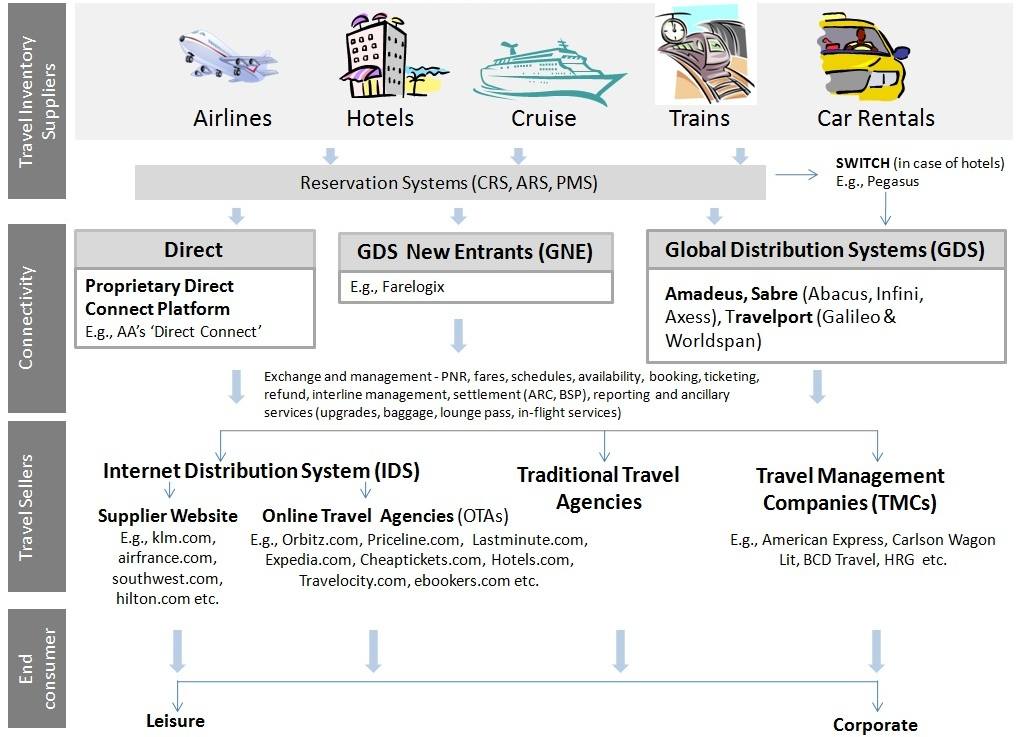 Travel Inventory
Suppliers
Airlines
Hotels
Cruise
Trains
Car Rentals
Reservation Systems (CRS, ARS, PMS)
SWITCH (in case of hotels)
E.g., Pegasus
Connectivity
Direct
Proprietary Direct
Connect Platform
E.g., AA's 'Direct Connect'
GDS New Entrants (GNE)
E.g., Farelogix
Global Distribution Systems (GDS)
Amadeus, Sabre (Abacus, Infini,
Axess), Travelport (Galileo &
Worldspan)
Exchange and management - PNR, fares, schedules, availability, booking, ticketing,
refund, interline management, settlement (ARC, BSP), reporting and ancillary
services (upgrades, baggage, lounge pass, in-flight services)
Travel Sellers
Internet Distribution System (IDS)
Supplier Website
E.g., klm.com,
airfrance.com,
southwest.com,
hilton.com etc.
Online Travel Agencies (OTAs)
E.g., Orbitz.com, Priceline.com, Lastminute.com,
Expedia.com, Cheaptickets.com, Hotels.com,
Travelocity.com, ebookers.com etc.
Traditional Travel
Agencies
Travel Management
Companies (TMCs)
E.g., American Express, Carlson Wagon
Lit, BCD Travel, HRG etc.
End
consumer
Leisure
Corporate